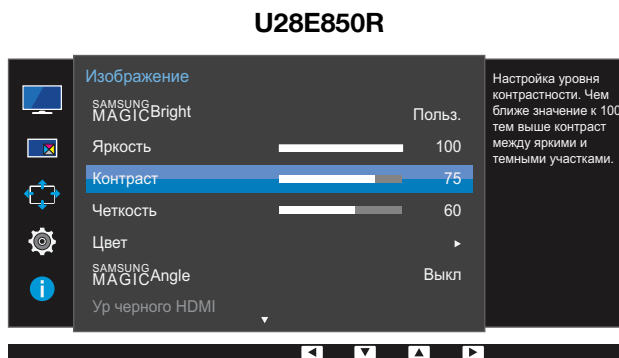 U28E850R
Изображение
SAMSUNG
MAGICBright Польз.
Яркость 100
Контраст 75
Четкость 60
Цвет
SAMSUNG
MAGICAngle Выкл
Ур черного HDMI
Настройка уровня
контрастности. Чем
ближе значение к 100
тем выше контраст
между яркими и
темными участками.